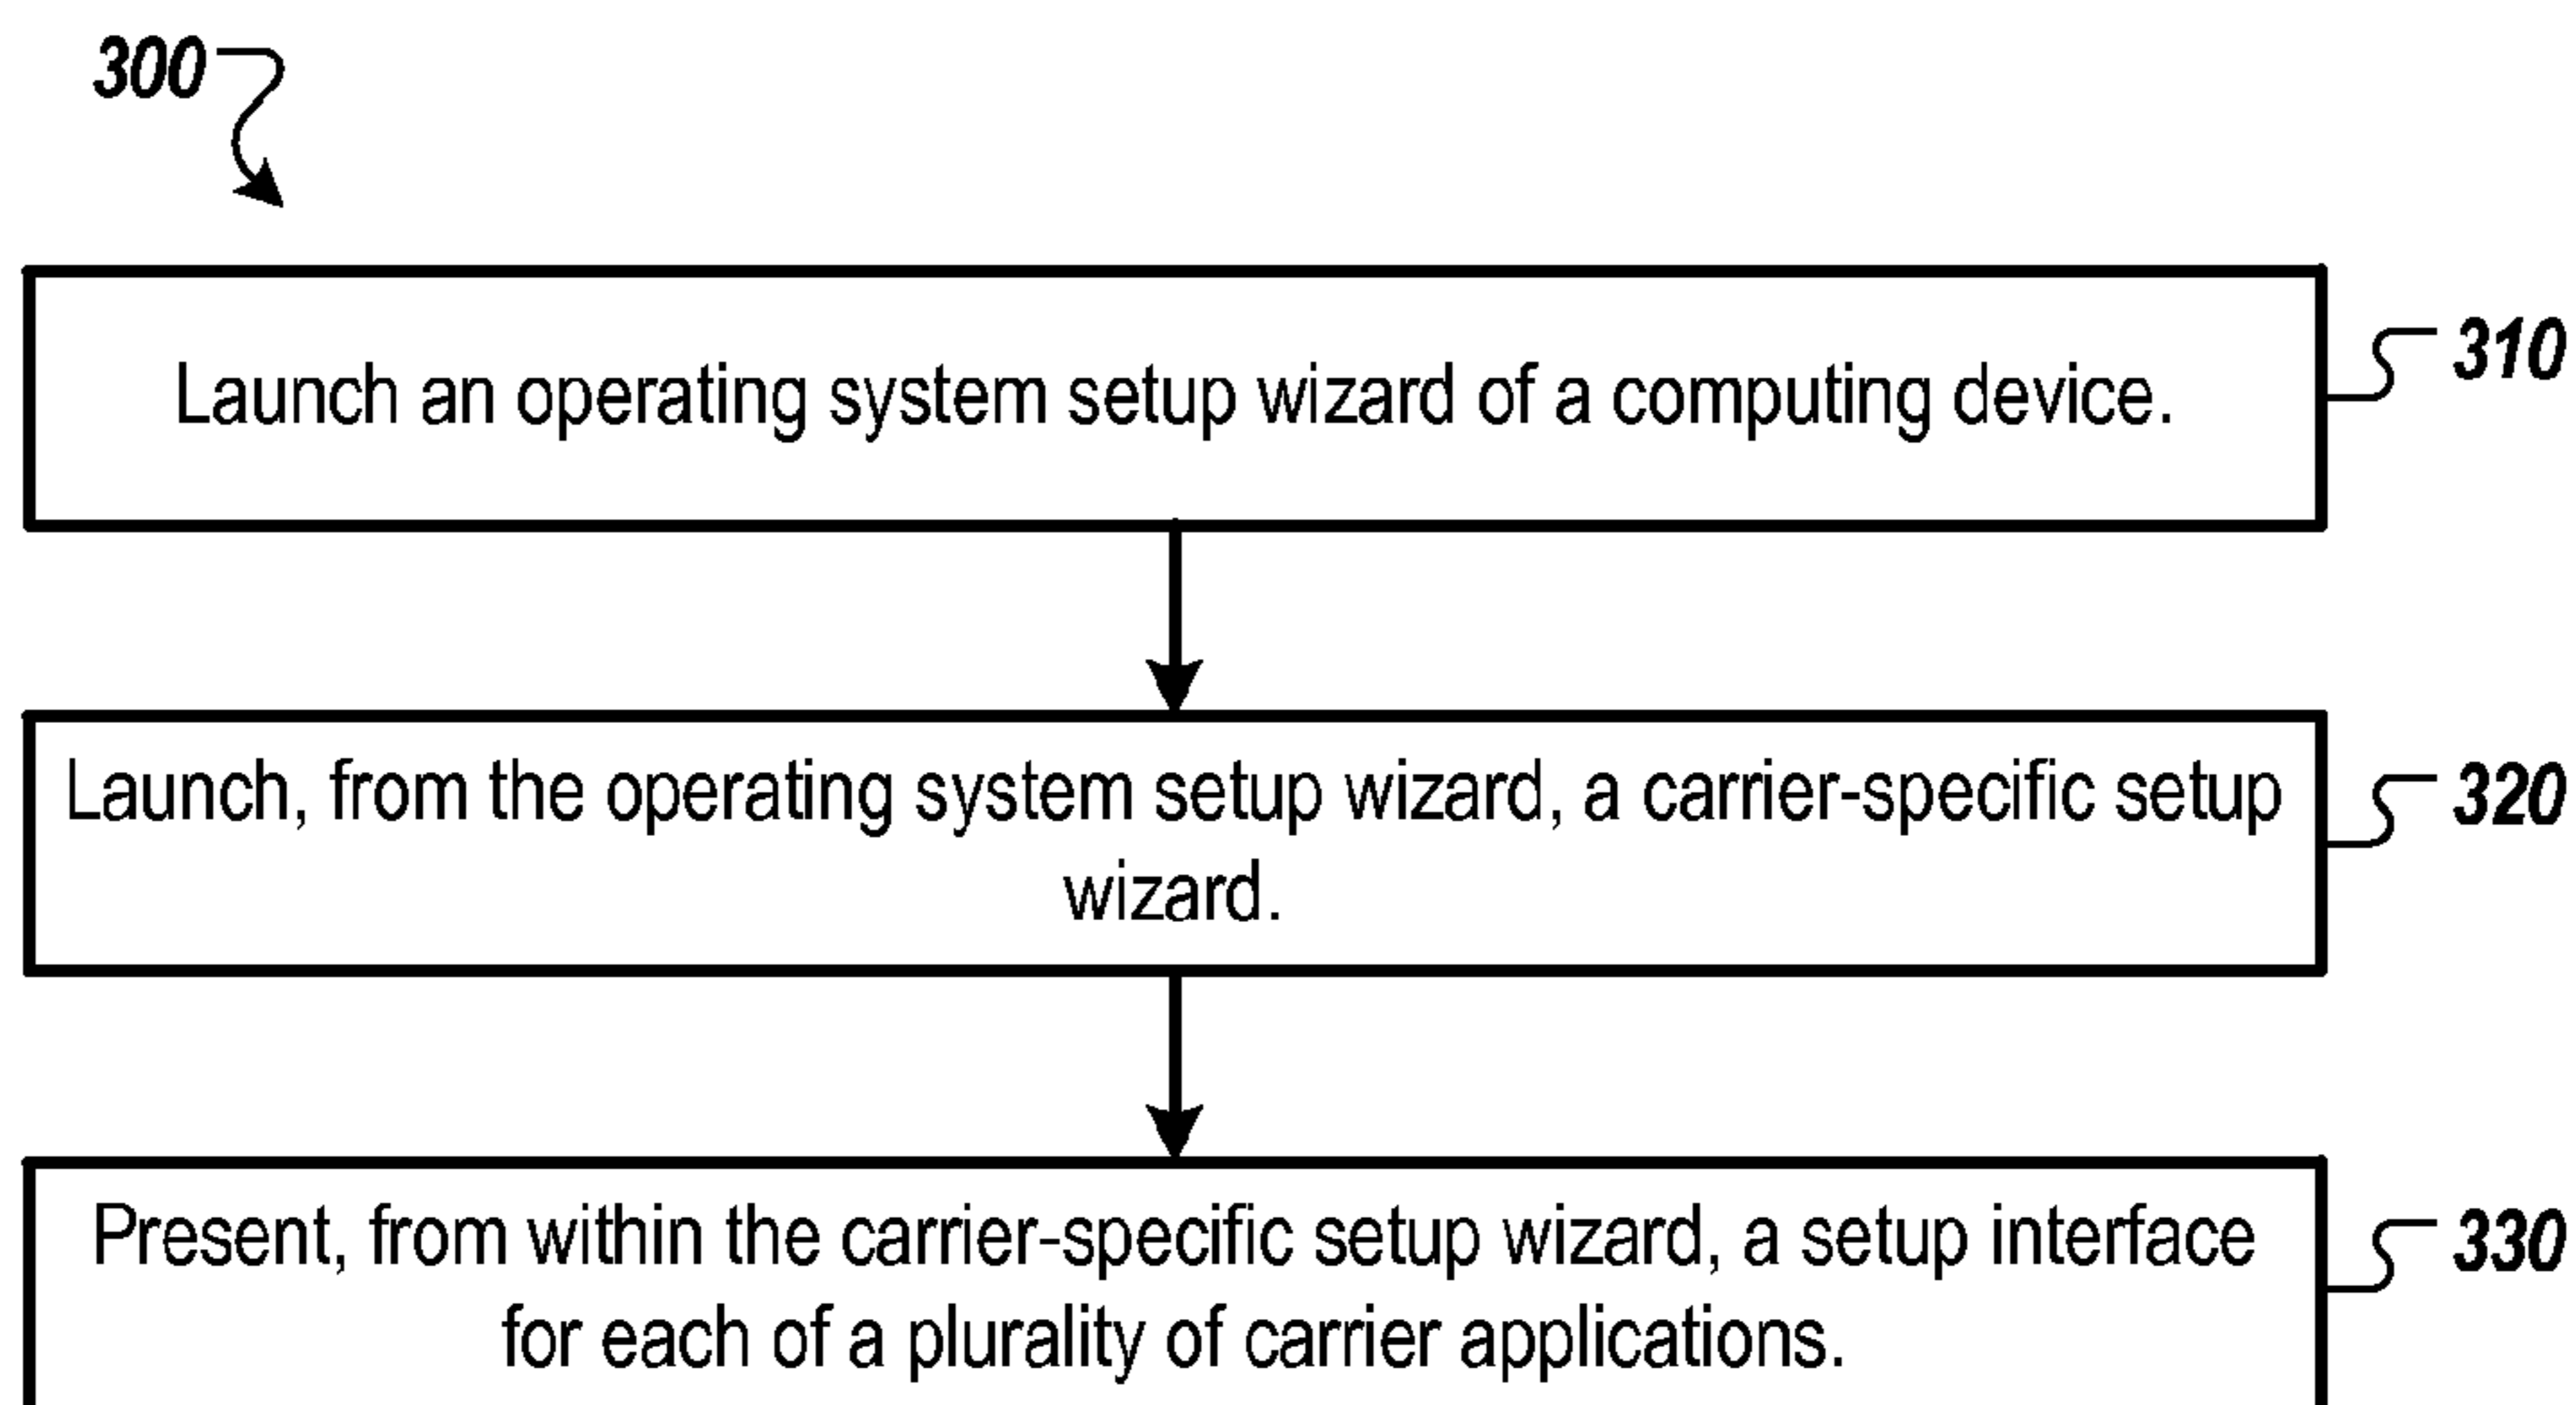 300
Launch an operating system setup wizard of a computing device.
310
Launch, from the operating system setup wizard, a carrier-specific setup
wizard.
320
Present, from within the carrier-specific setup wizard, a setup interface
for each of a plurality of carrier applications.
330